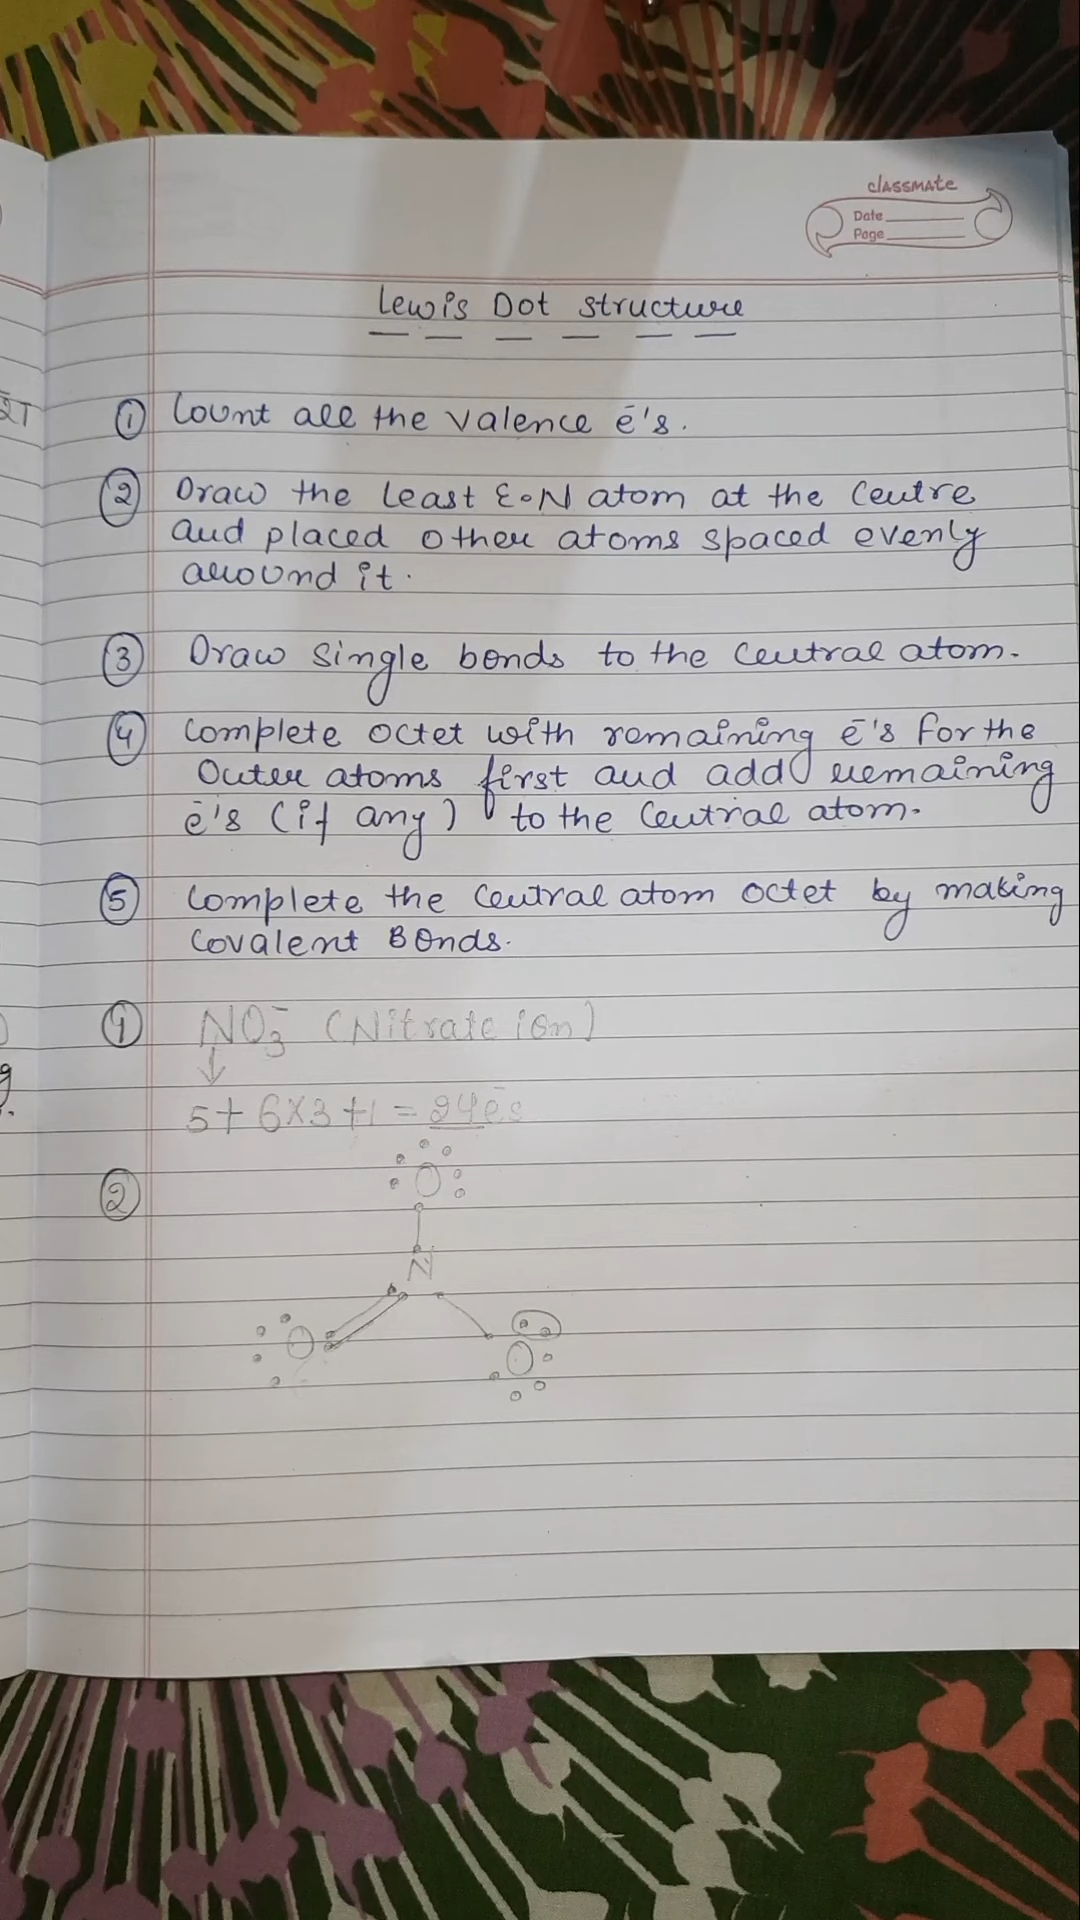 classmate
Date
Page
Lewis Dot structure
① Count all the valence ē's.
② Draw the least E.N atom at the centre
and placed other atoms spaced evenly
around it.
③ Draw single bonds to the central atom.
④ Complete octet with remaining ē's for the
Outer atoms first and add remaining
ē's (if any) to the central atom.
⑤ Complete the central atom octet by making
Covalent Bonds.
① NO₃⁻ (Nitrate ion)
↓
5+ 6x3 +1 = 24ēs
②
O
N
O
O